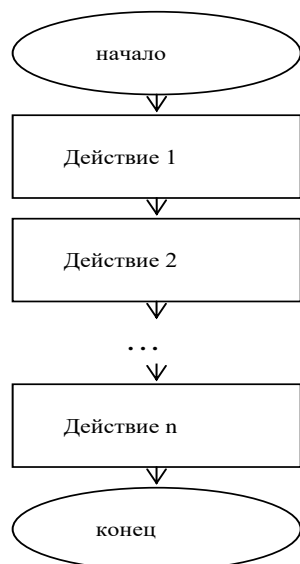 начало
Действие 1
Действие 2
...
Действие n
конец